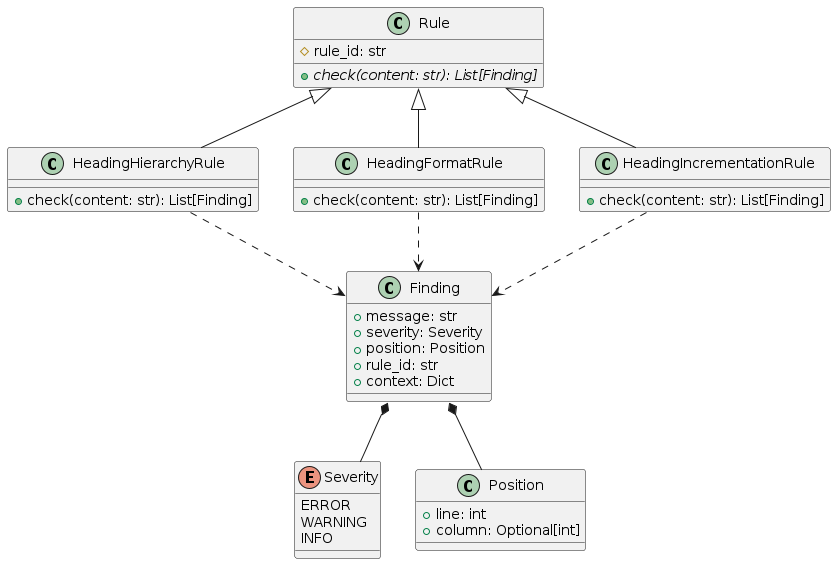 C Rule
rule_id: str
check(content: str): List[Finding]
C HeadingHierarchyRule
check(content: str): List[Finding]
C HeadingFormatRule
check(content: str): List[Finding]
C HeadingIncrementationRule
check(content: str): List[Finding]
C Finding
message: str
severity: Severity
position: Position
rule_id: str
context: Dict
E Severity
ERROR
WARNING
INFO
C Position
line: int
column: Optional[int]